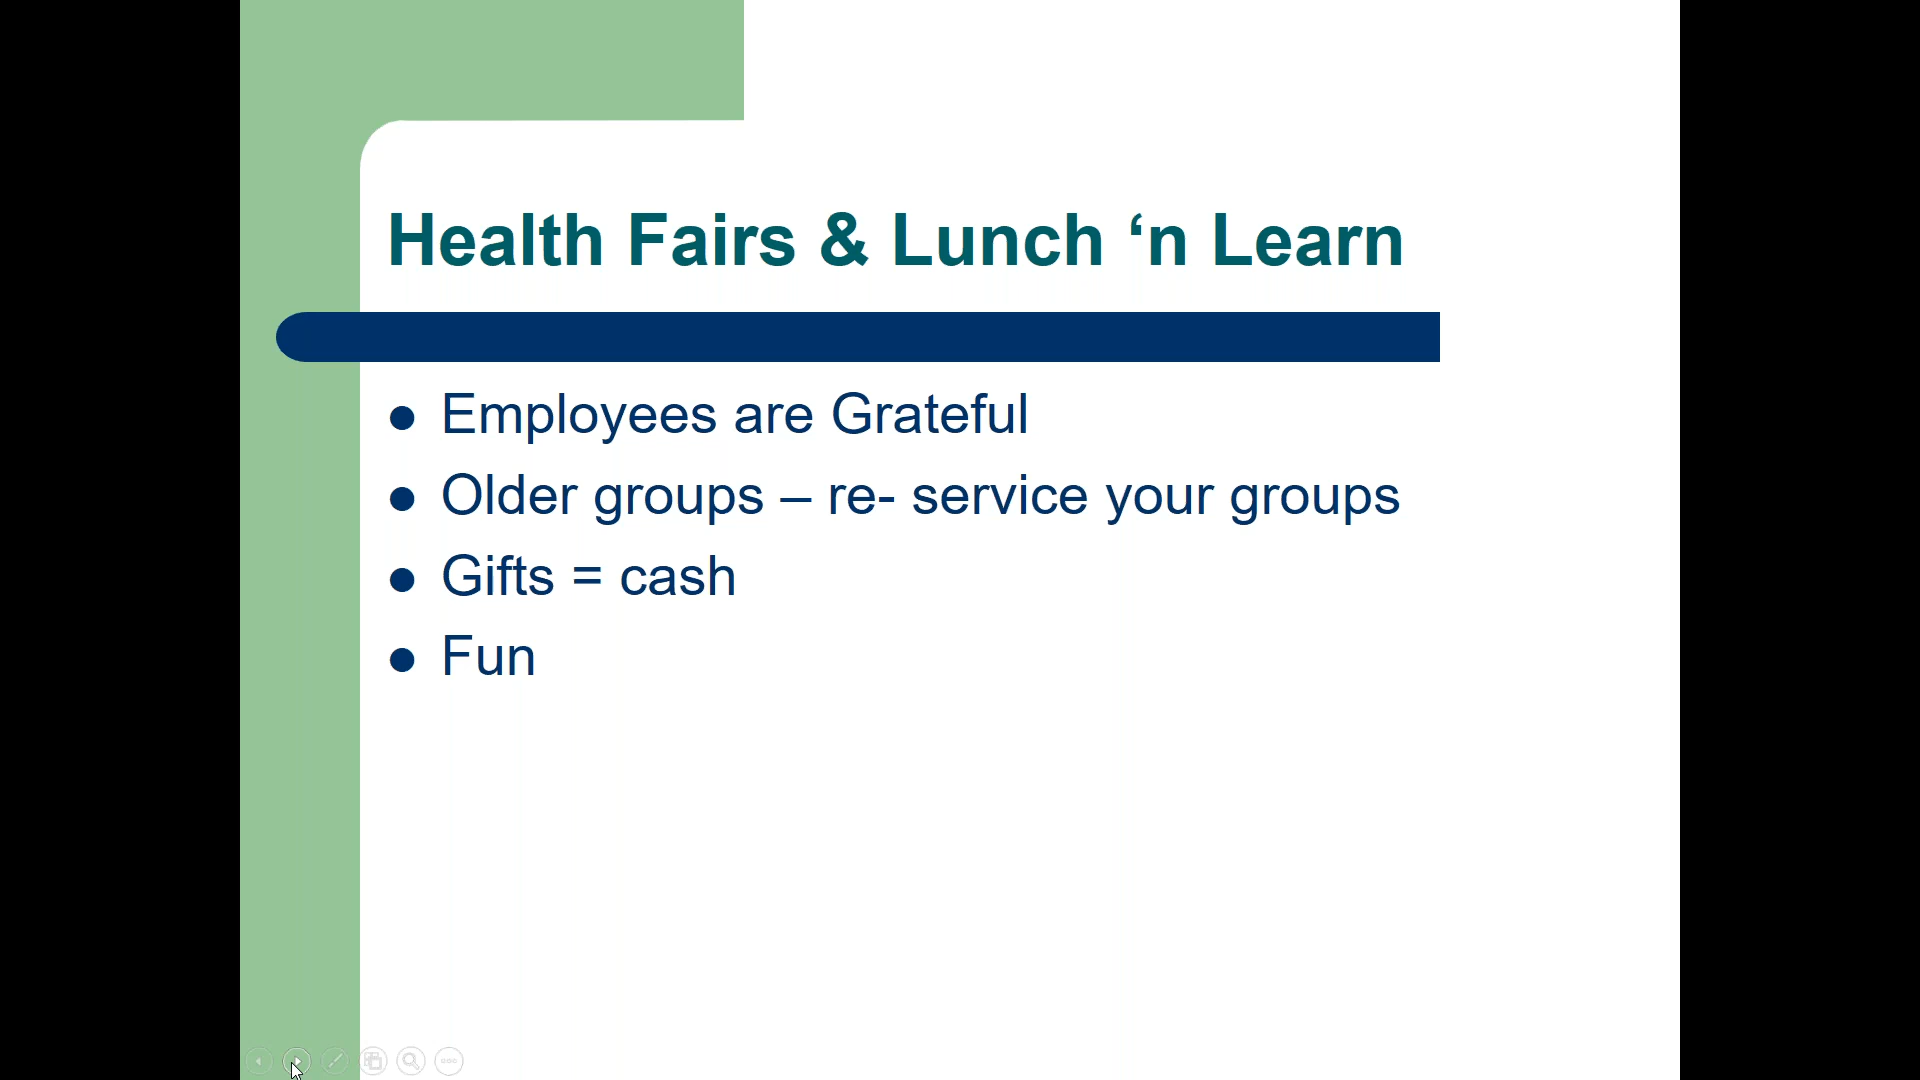 Health Fairs & Lunch ‘n Learn
Employees are Grateful
Older groups – re- service your groups
Gifts = cash
Fun